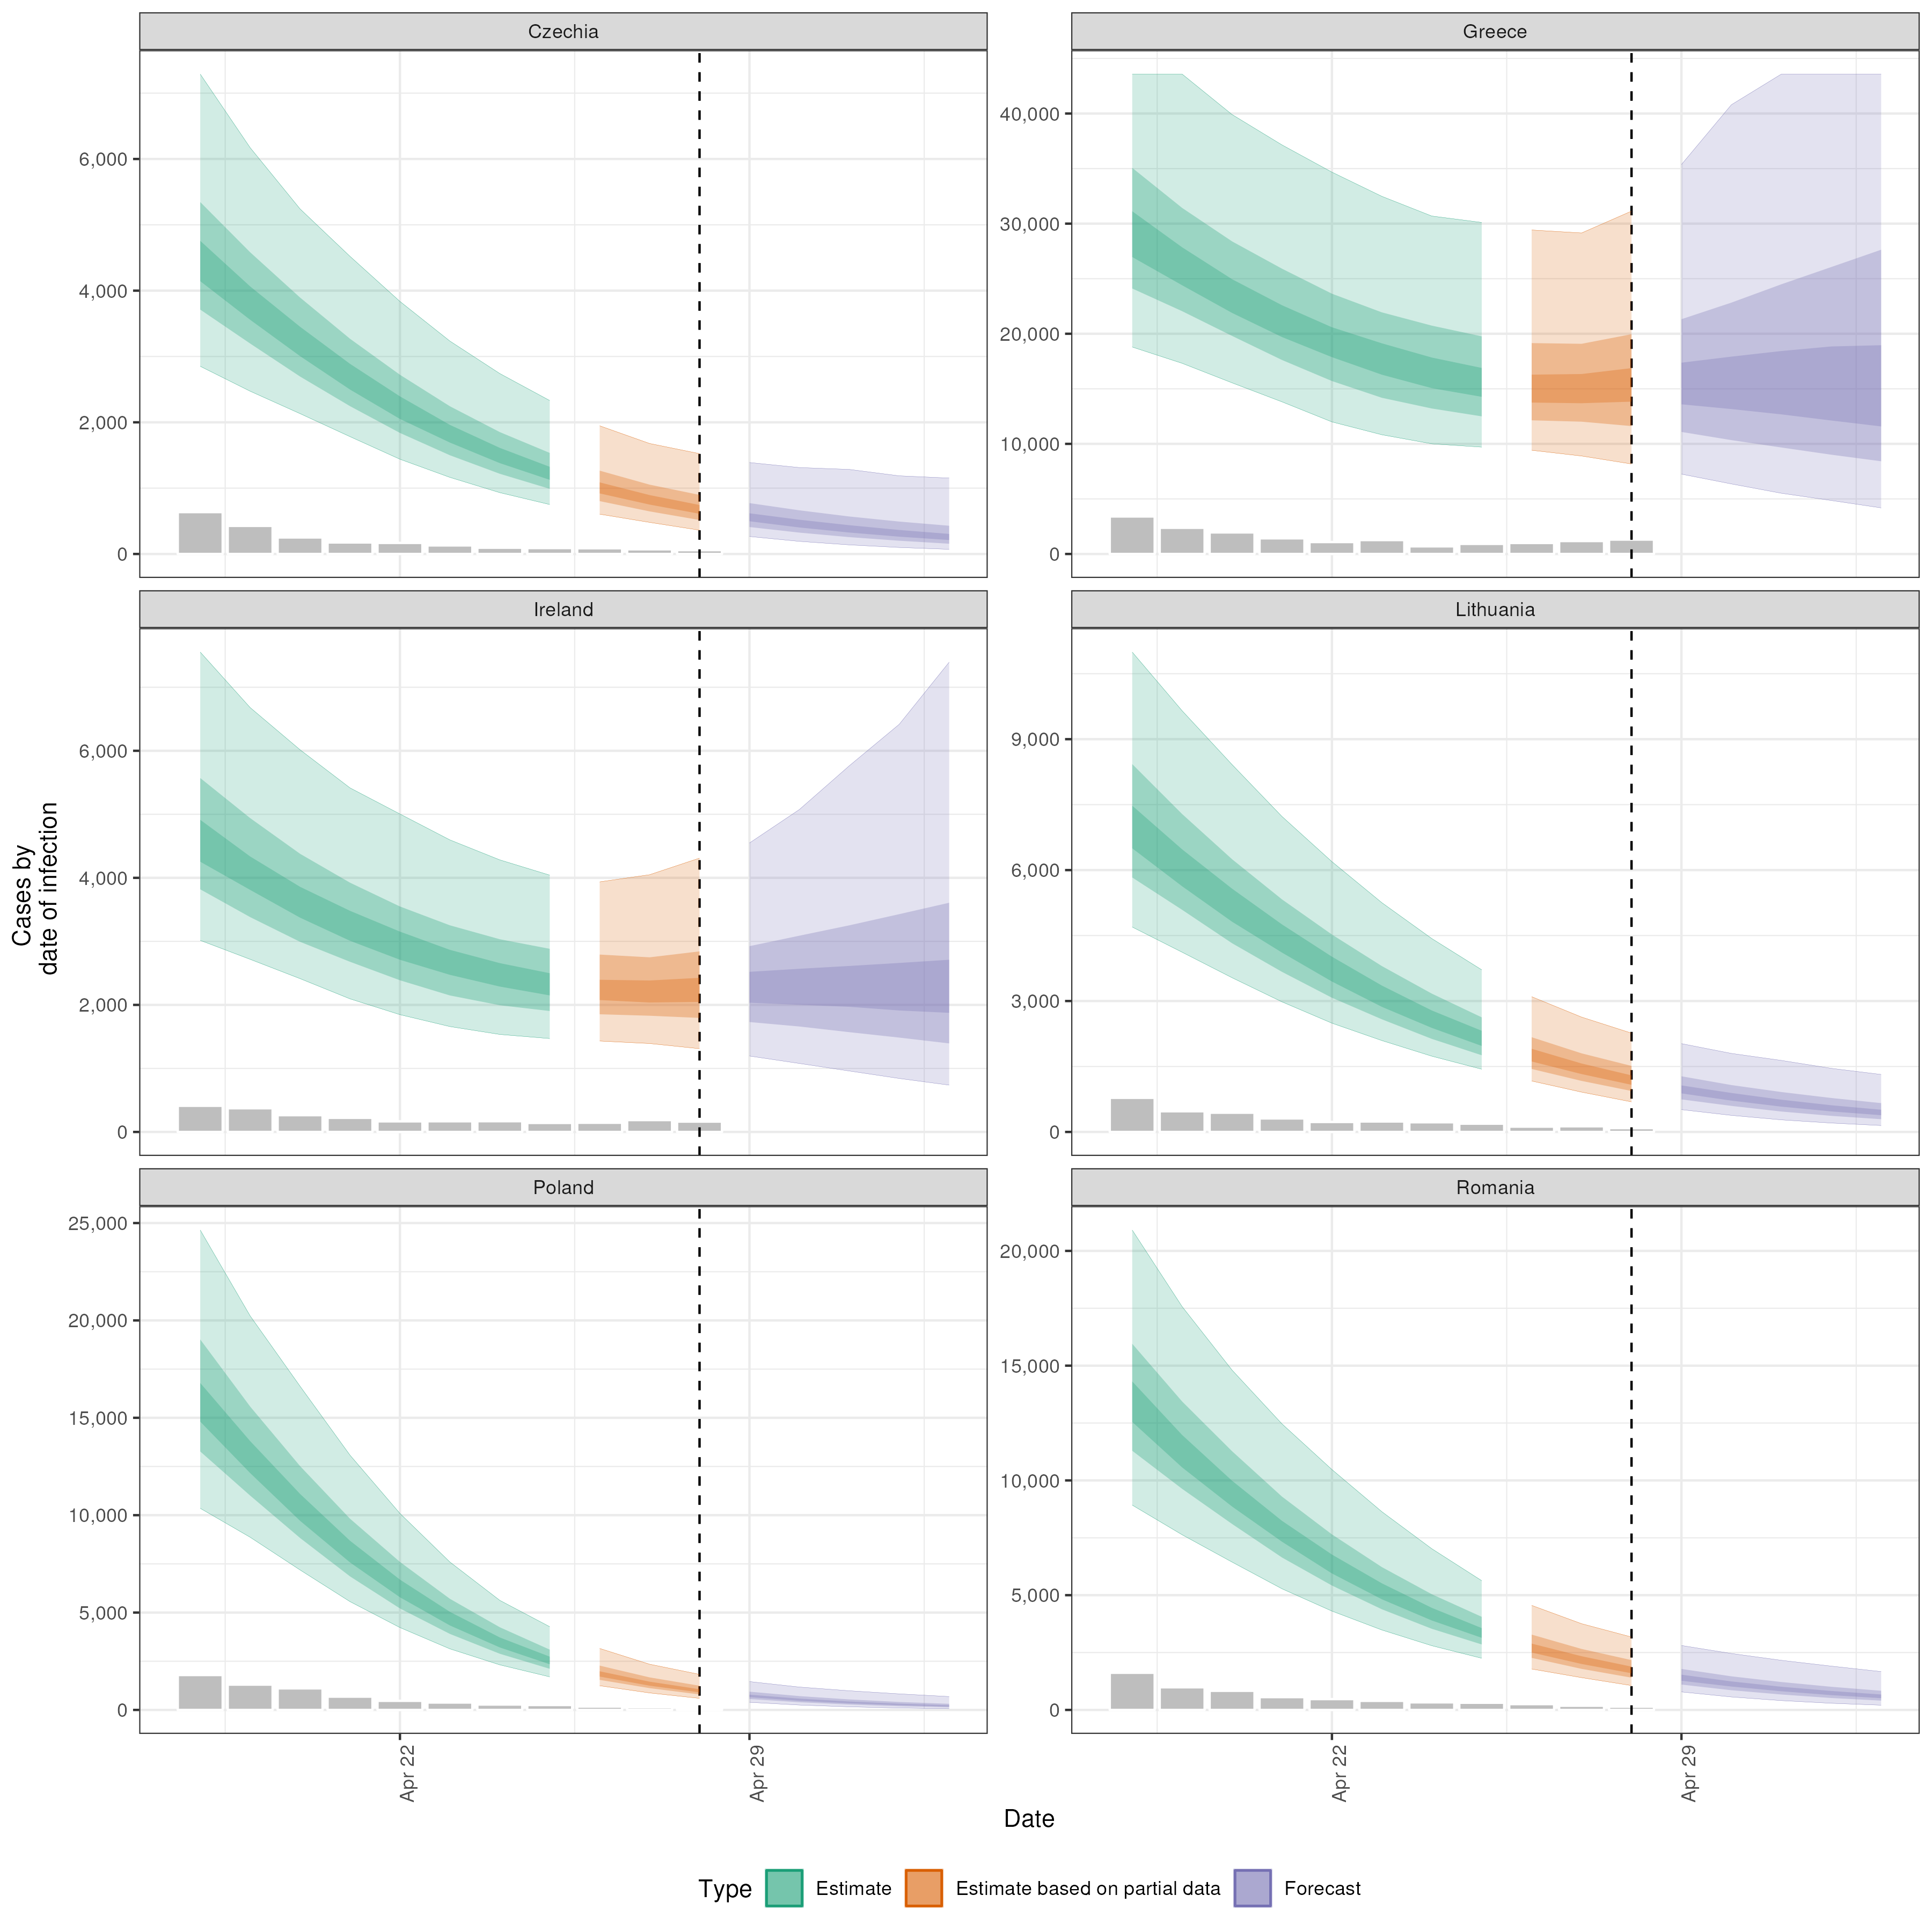 Czechia
Greece
6,000
4,000
2,000
0
40,000
30,000
20,000
10,000
0
Ireland
Lithuania
6,000
4,000
2,000
0
9,000
6,000
3,000
0
Cases by
date of infection
Poland
Romania
25,000
20,000
15,000
10,000
5,000
0
20,000
15,000
10,000
5,000
0
Apr 22
Apr 29
Apr 22
Apr 29
Date
Type
Estimate
Estimate based on partial data
Forecast